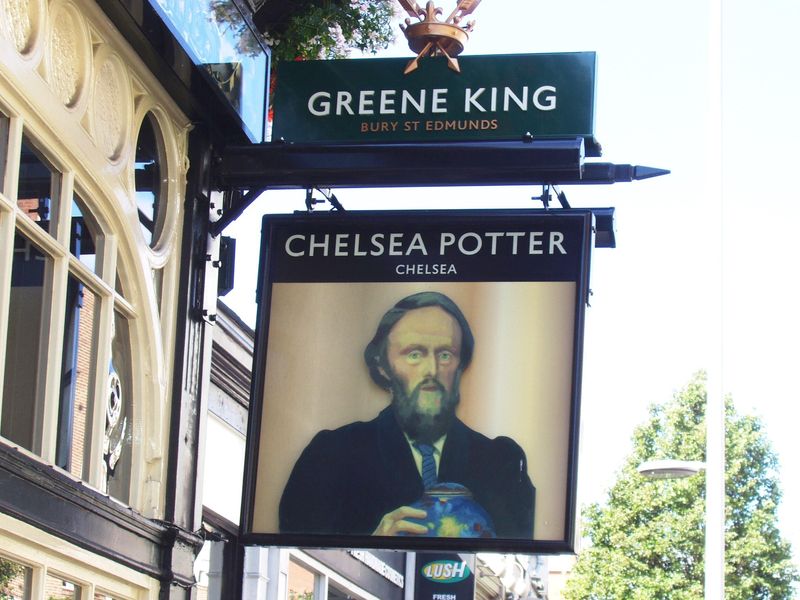 GREENE KING
BURY ST EDMUNDS
CHELSEA POTTER
CHELSEA
LUSH
FRESH